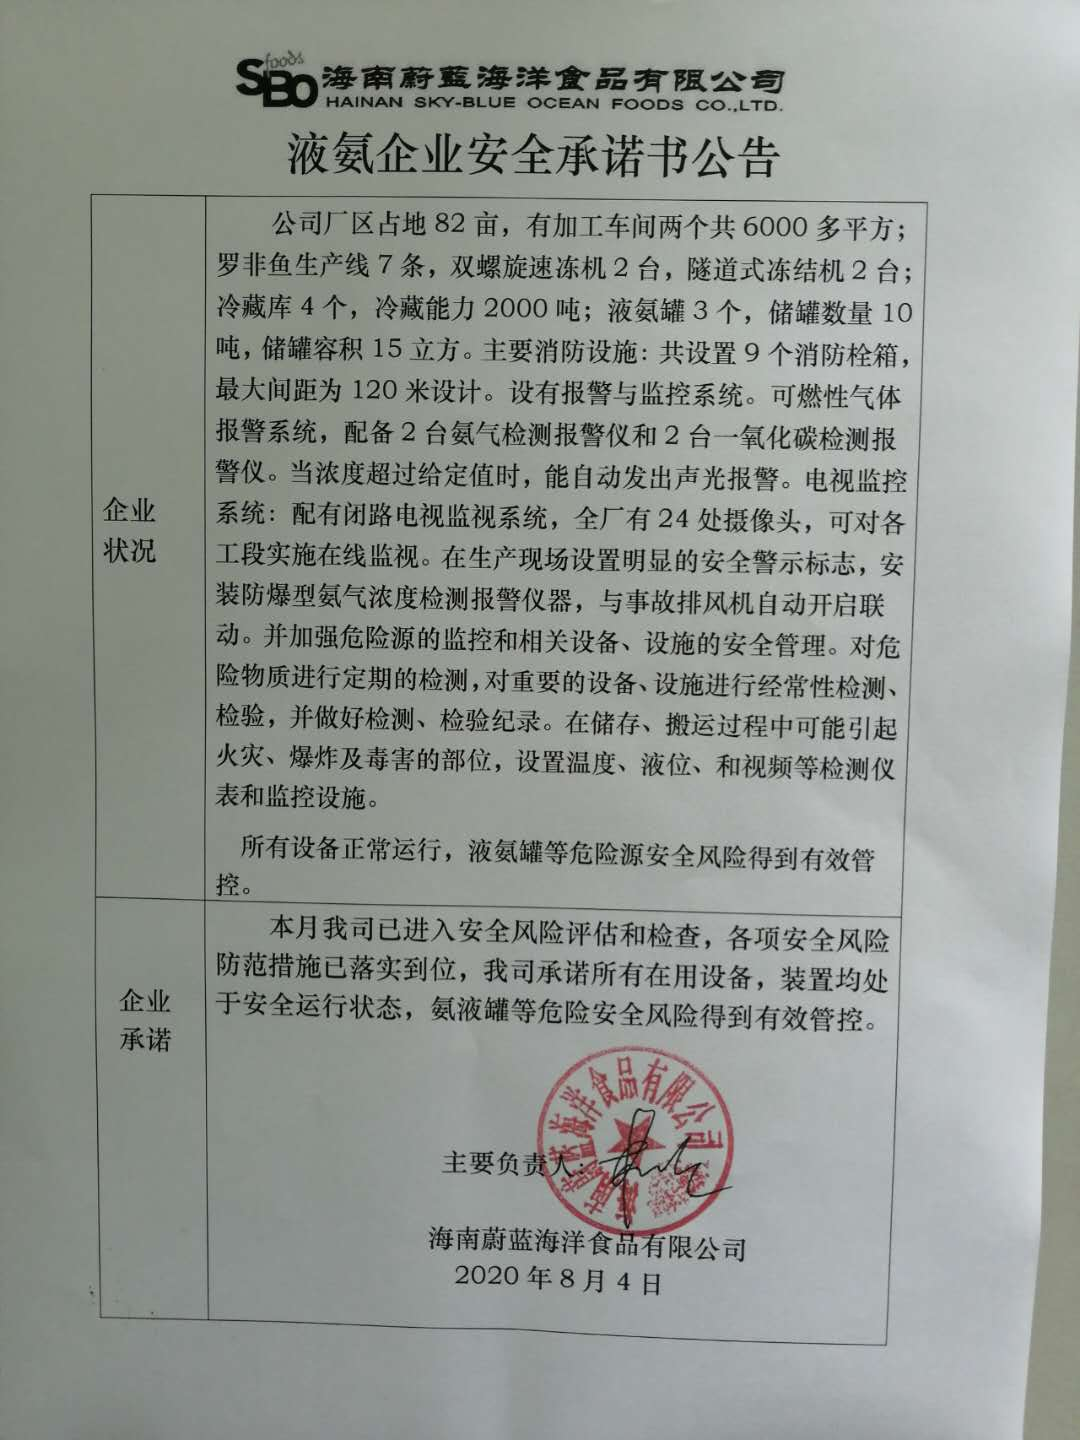 SBO foods 海南蔚藍海洋食品有限公司
HAINAN SKY-BLUE OCEAN FOODS CO.,LTD.
液氨企业安全承诺书公告
企业
状况
公司厂区占地 82 亩，有加工车间两个共 6000 多平方；
罗非鱼生产线 7 条，双螺旋速冻机 2 台，隧道式冻结机 2 台；
冷藏库 4 个，冷藏能力 2000 吨；液氨罐 3 个，储罐数量 10
吨，储罐容积 15 立方。主要消防设施：共设置 9 个消防栓箱，
最大间距为 120 米设计。设有报警与监控系统。可燃性气体
报警系统，配备 2 台氨气检测报警仪和 2 台一氧化碳检测报
警仪。当浓度超过给定值时，能自动发出声光报警。电视监控
系统：配有闭路电视监视系统，全厂有 24 处摄像头，可对各
工段实施在线监视。在生产现场设置明显的安全警示标志，安
装防爆型氨气浓度检测报警仪器，与事故排风机自动开启联
动。并加强危险源的监控和相关设备、设施的安全管理。对危
险物质进行定期的检测，对重要的设备、设施进行经常性检测、
检验，并做好检测、检验纪录。在储存、搬运过程中可能引起
火灾、爆炸及毒害的部位，设置温度、液位、和视频等检测仪
表和监控设施。
所有设备正常运行，液氨罐等危险源安全风险得到有效管
控。
企业
承诺
本月我司已进入安全风险评估和检查，各项安全风险
防范措施已落实到位，我司承诺所有在用设备，装置均处
于安全运行状态，氨液罐等危险安全风险得到有效管控。
海南蔚蓝海洋食品有限公司
主要负责人：
海南蔚蓝海洋食品有限公司
2020 年 8 月 4 日